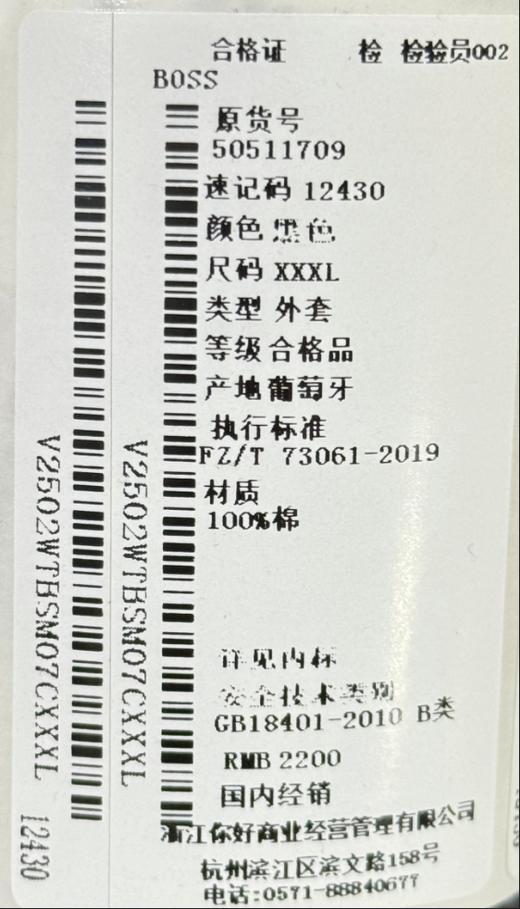 合格证 检 检验员002
BOSS
原货号
50511709
速记码 12430
颜色 黑色
尺码 XXXL
类型 外套
等级 合格品
产地 葡萄牙
执行标准
FZ/T 73061-2019
材质
100%棉
详见内标
安全技术类别
GB18401-2010 B类
RMB 2200
国内经销
浙江你好商业经营管理有限公司
杭州滨江区滨文路158号
电话:0571-88840677
V2502WTBSM07CXXXL
V2502WTBSM07CXXXL
12430